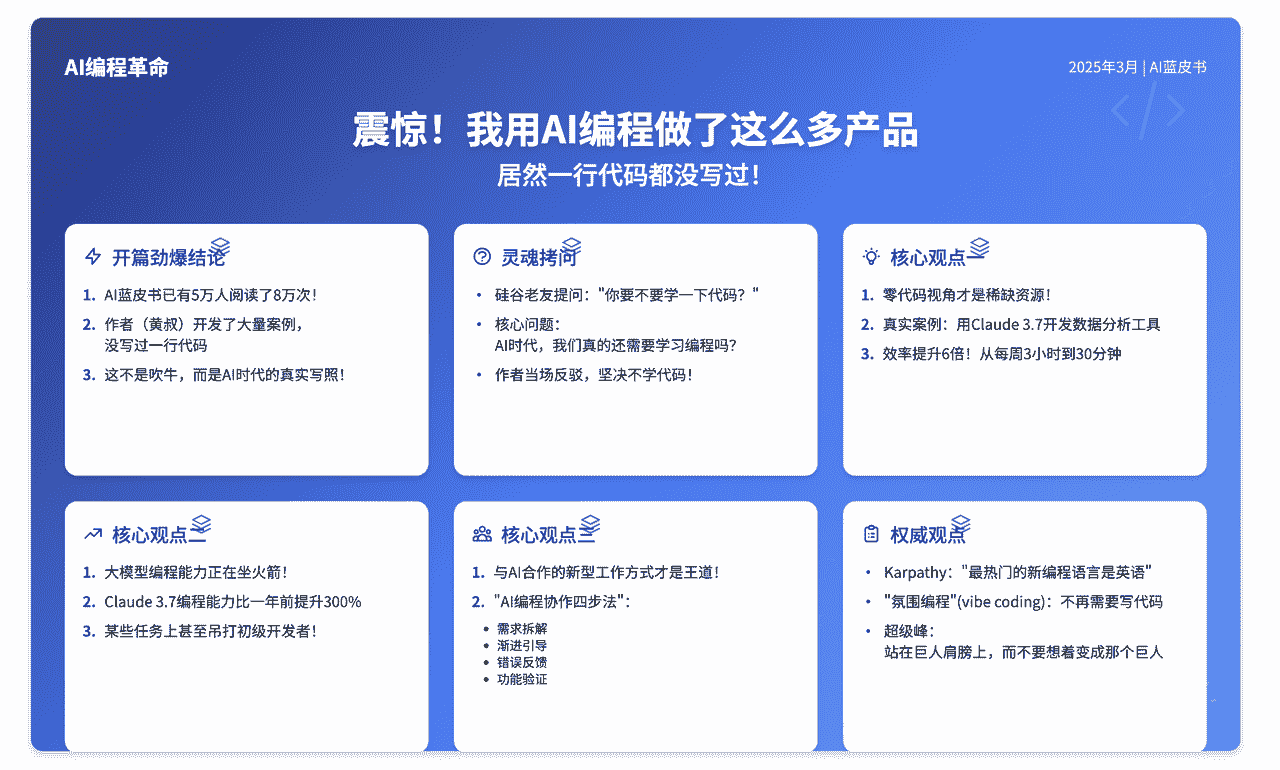 AI编程革命
2025年3月 | AI蓝皮书
震惊！我用AI编程做了这么多产品
居然一行代码都没写过！
开篇劲爆结论
1. AI蓝皮书已有5万人阅读了8万次！
2. 作者（黄叔）开发了大量案例，
没写过一行代码
3. 这不是吹牛，而是AI时代的真实写照！
灵魂拷问
• 硅谷老友提问："你要不要学一下代码？"
• 核心问题：
AI时代，我们真的还需要学习编程吗？
• 作者当场反驳，坚决不学代码！
核心观点一
1. 零代码视角才是稀缺资源！
2. 真实案例：用Claude 3.7开发数据分析工具
3. 效率提升6倍！从每周3小时到30分钟
核心观点二
1. 大模型编程能力正在坐火箭！
2. Claude 3.7编程能力比一年前提升300%
3. 某些任务上甚至吊打初级开发者！
核心观点三
1. 与AI合作的新型工作方式才是王道！
2. "AI编程协作四步法"：
• 需求拆解
• 渐进引导
• 错误反馈
• 功能验证
权威观点
• Karpathy："最热门的新编程语言是英语"
• "氛围编程"(vibe coding)：不再需要写代码
• 超级峰：
站在巨人肩膀上，而不要想着变成那个巨人